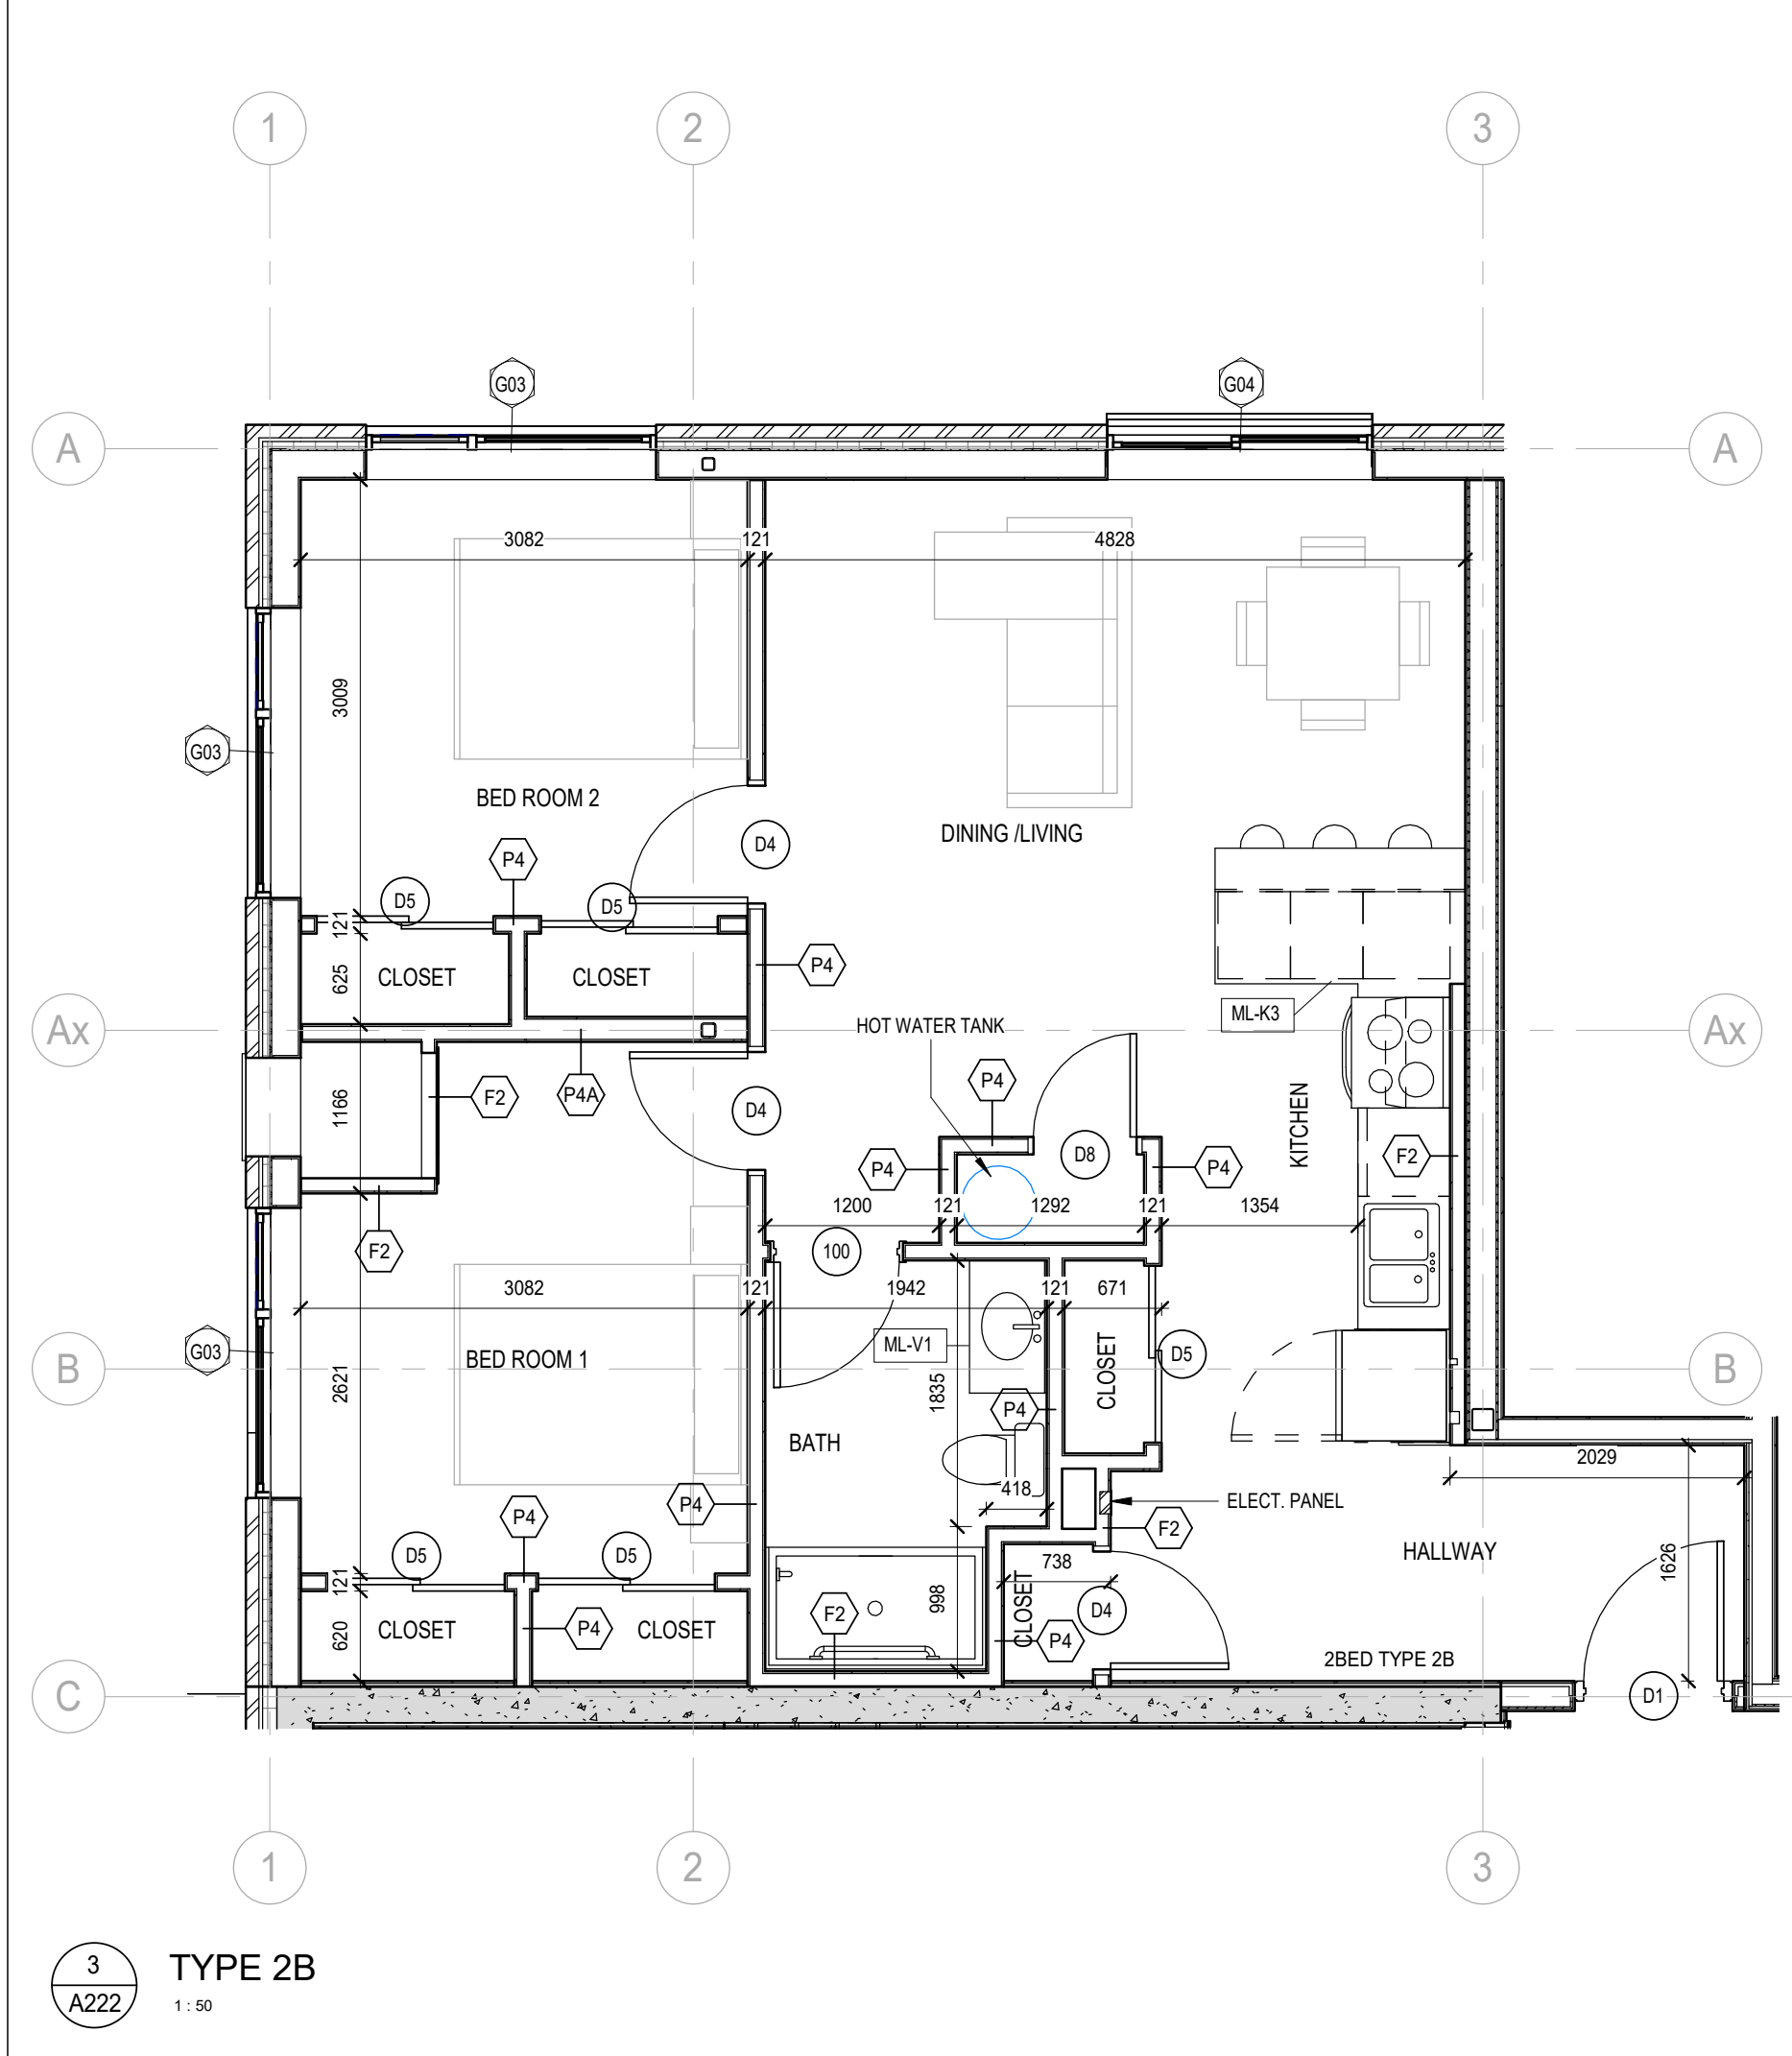 1
2
3
G03
G04
A
A
3082
121
4828
3009
G03
BED ROOM 2
DINING /LIVING
D4
P4
D5
D5
121
P4
625
CLOSET
CLOSET
ML-K3
HOT WATER TANK
Ax
Ax
P4
F2
P4A
D4
1166
KITCHEN
D8
P4
P4
F2
1200
121
1292
121
1354
F2
100
3082
121
1942
121
671
G03
BED ROOM 1
ML-V1
CLOSET
D5
B
B
2621
1835
P4
BATH
2029
418
ELECT. PANEL
P4
P4
F2
HALLWAY
D5
D5
738
1626
121
998
CLOSET
D4
F2
620
CLOSET
P4
CLOSET
P4
2BED TYPE 2B
C
D1
1
2
3
3
A222
TYPE 2B
1 : 50